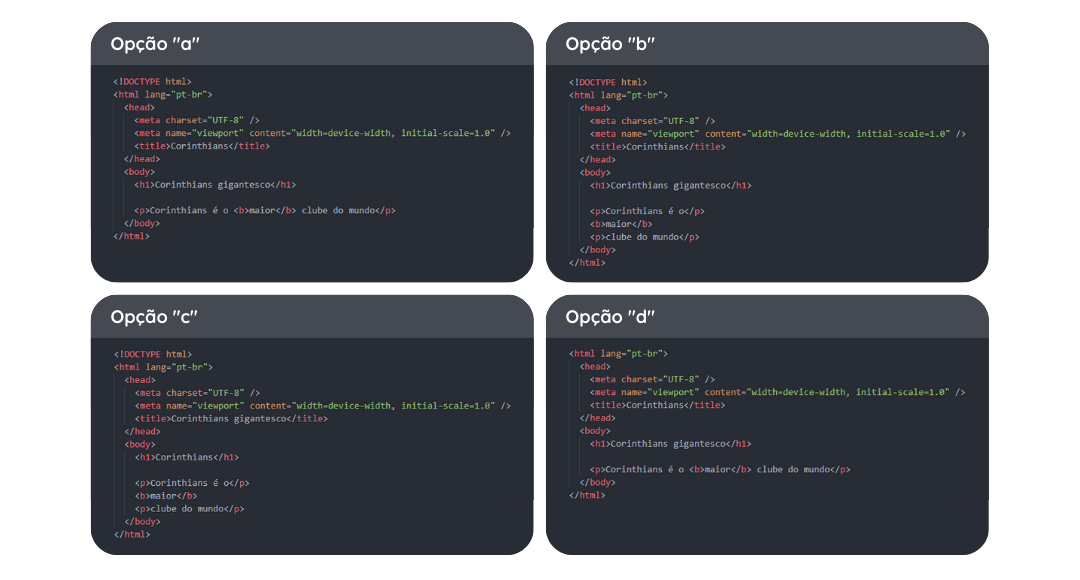 Opção "a"
<!DOCTYPE html>
<html lang="pt-br">
<head>
<meta charset="UTF-8" />
<meta name="viewport" content="width=device-width, initial-scale=1.0" />
<title>Corinthians</title>
</head>
<body>
<h1>Corinthians gigantesco</h1>
<p>Corinthians é o <b>maior</b> clube do mundo</p>
</body>
</html>
Opção "b"
<!DOCTYPE html>
<html lang="pt-br">
<head>
<meta charset="UTF-8" />
<meta name="viewport" content="width=device-width, initial-scale=1.0" />
<title>Corinthians</title>
</head>
<body>
<h1>Corinthians gigantesco</h1>
<p>Corinthians é o</p>
<b>maior</b>
<p>clube do mundo</p>
</body>
</html>
Opção "c"
<!DOCTYPE html>
<html lang="pt-br">
<head>
<meta charset="UTF-8" />
<meta name="viewport" content="width=device-width, initial-scale=1.0" />
<title>Corinthians gigantesco</title>
</head>
<body>
<h1>Corinthians</h1>
<p>Corinthians é o</p>
<b>maior</b>
<p>clube do mundo</p>
</body>
</html>
Opção "d"
<html lang="pt-br">
<head>
<meta charset="UTF-8" />
<meta name="viewport" content="width=device-width, initial-scale=1.0" />
<title>Corinthians</title>
</head>
<body>
<h1>Corinthians gigantesco</h1>
<p>Corinthians é o <b>maior</b> clube do mundo</p>
</body>
</html>